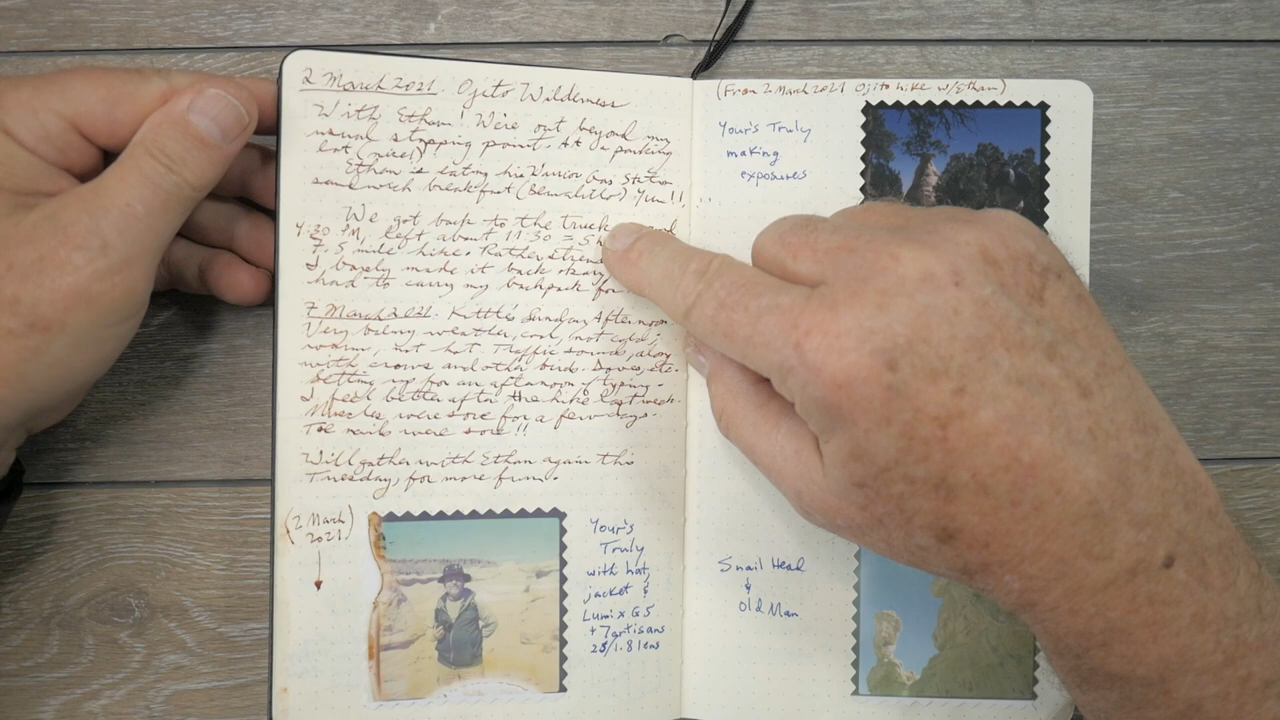 2 March 2021. Ojito Wilderness
With Ethan! We're out beyond my
usual stopping point. At a parking
lot (nice!)
Ethan is eating his Warrior Gas Station
sandwich breakfast (Bernalillo) Yum!!
We got back to the truck
4:30 PM, left about 11:30 = 5 h
7.5 mile hike. Rather stren
I barely made it back okay
had to carry my backpack for
7 March 2021. Kittl's Sunday Afternoon.
Very balmy weather, cool, not cold;
warm, not hot. Traffic sounds, along
with crows and other birds. Doves, etc.
Setting up for an afternoon of typing.
I feel better after the hike last week.
Muscles were sore for a few days.
Toe nails were sore!!
Will gather with Ethan again this
Tuesday, for more fun.
(2 March
2021)
Your's
Truly
with hat,
jacket &
Lumix G5
+ 7artisans
25/1.8 lens
(From 2 March 2021 Ojito hike w/Ethan)
Your's Truly
making
exposures
Snail Head
&
Old Man